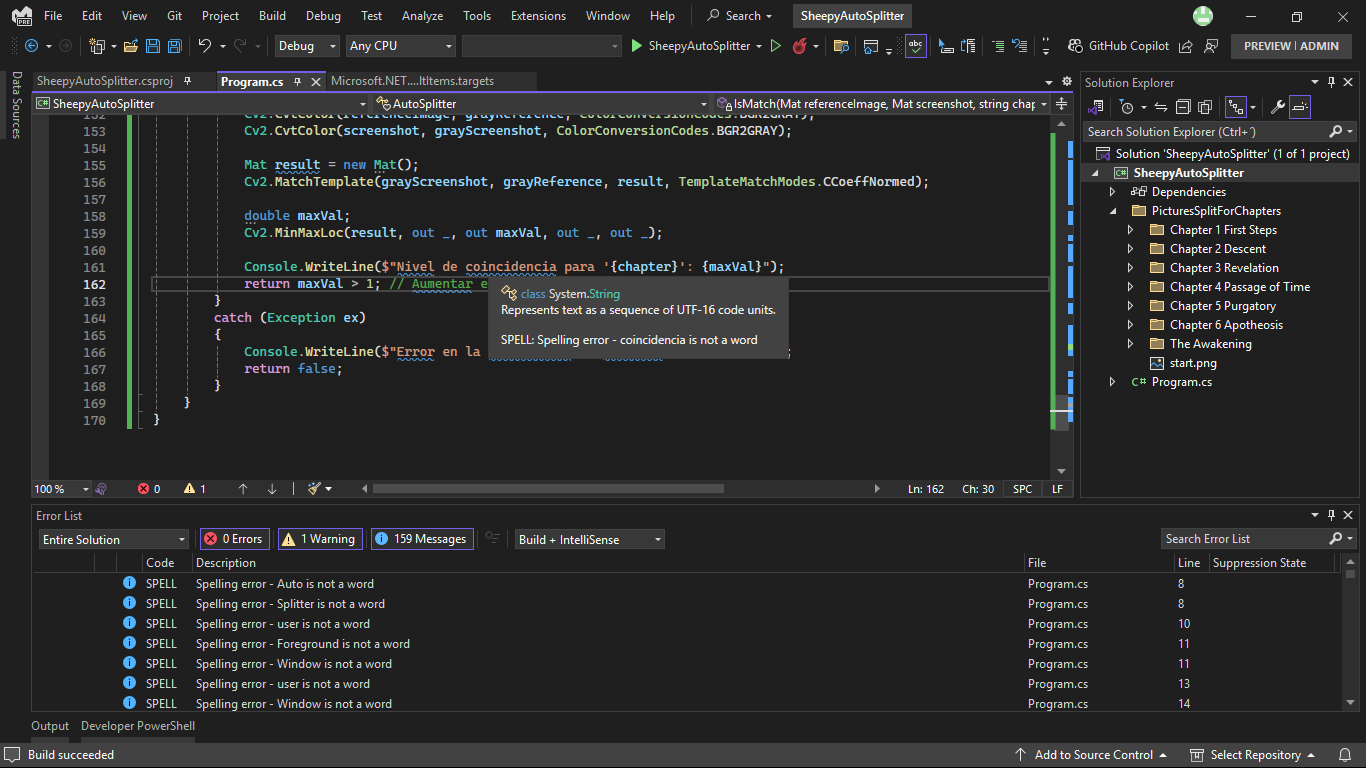 File Edit View Git Project Build Debug Test Analyze Tools Extensions Window Help Search SheepyAutoSplitter
PRE
Debug Any CPU SheepyAutoSplitter abc GitHub Copilot PREVIEW | ADMIN
Data Sources
SheepyAutoSplitter.csproj Program.cs Microsoft.NET....ItItems.targets
C# SheepyAutoSplitter AutoSplitter IsMatch(Mat referenceImage, Mat screenshot, string chap
152 Cv2.CvtColor(referenceImage, grayReference, ColorConversionCodes.BGR2GRAY);
153 Cv2.CvtColor(screenshot, grayScreenshot, ColorConversionCodes.BGR2GRAY);
154
155 Mat result = new Mat();
156 Cv2.MatchTemplate(grayScreenshot, grayReference, result, TemplateMatchModes.CCoeffNormed);
157
158 double maxVal;
159 Cv2.MinMaxLoc(result, out _, out maxVal, out _, out _);
160
161 Console.WriteLine($"Nivel de coincidencia para '{chapter}': {maxVal}");
162 return maxVal > 1; // Aumentar e
163 }
164 catch (Exception ex)
165 {
166 Console.WriteLine($"Error en la
167 return false;
168 }
169 }
170 }
class System.String
Represents text as a sequence of UTF-16 code units.
SPELL: Spelling error - coincidencia is not a word
100 % 0 1 Ln: 162 Ch: 30 SPC LF
Solution Explorer
Search Solution Explorer (Ctrl+´)
Solution 'SheepyAutoSplitter' (1 of 1 project)
C# SheepyAutoSplitter
Dependencies
PicturesSplitForChapters
Chapter 1 First Steps
Chapter 2 Descent
Chapter 3 Revelation
Chapter 4 Passage of Time
Chapter 5 Purgatory
Chapter 6 Apotheosis
The Awakening
start.png
C# Program.cs
Error List
Entire Solution 0 Errors 1 Warning 159 Messages Build + IntelliSense Search Error List
Code Description File Line Suppression State
SPELL Spelling error - Auto is not a word Program.cs 8
SPELL Spelling error - Splitter is not a word Program.cs 8
SPELL Spelling error - user is not a word Program.cs 10
SPELL Spelling error - Foreground is not a word Program.cs 11
SPELL Spelling error - Window is not a word Program.cs 11
SPELL Spelling error - user is not a word Program.cs 13
SPELL Spelling error - Window is not a word Program.cs 14
Output Developer PowerShell
Build succeeded Add to Source Control Select Repository